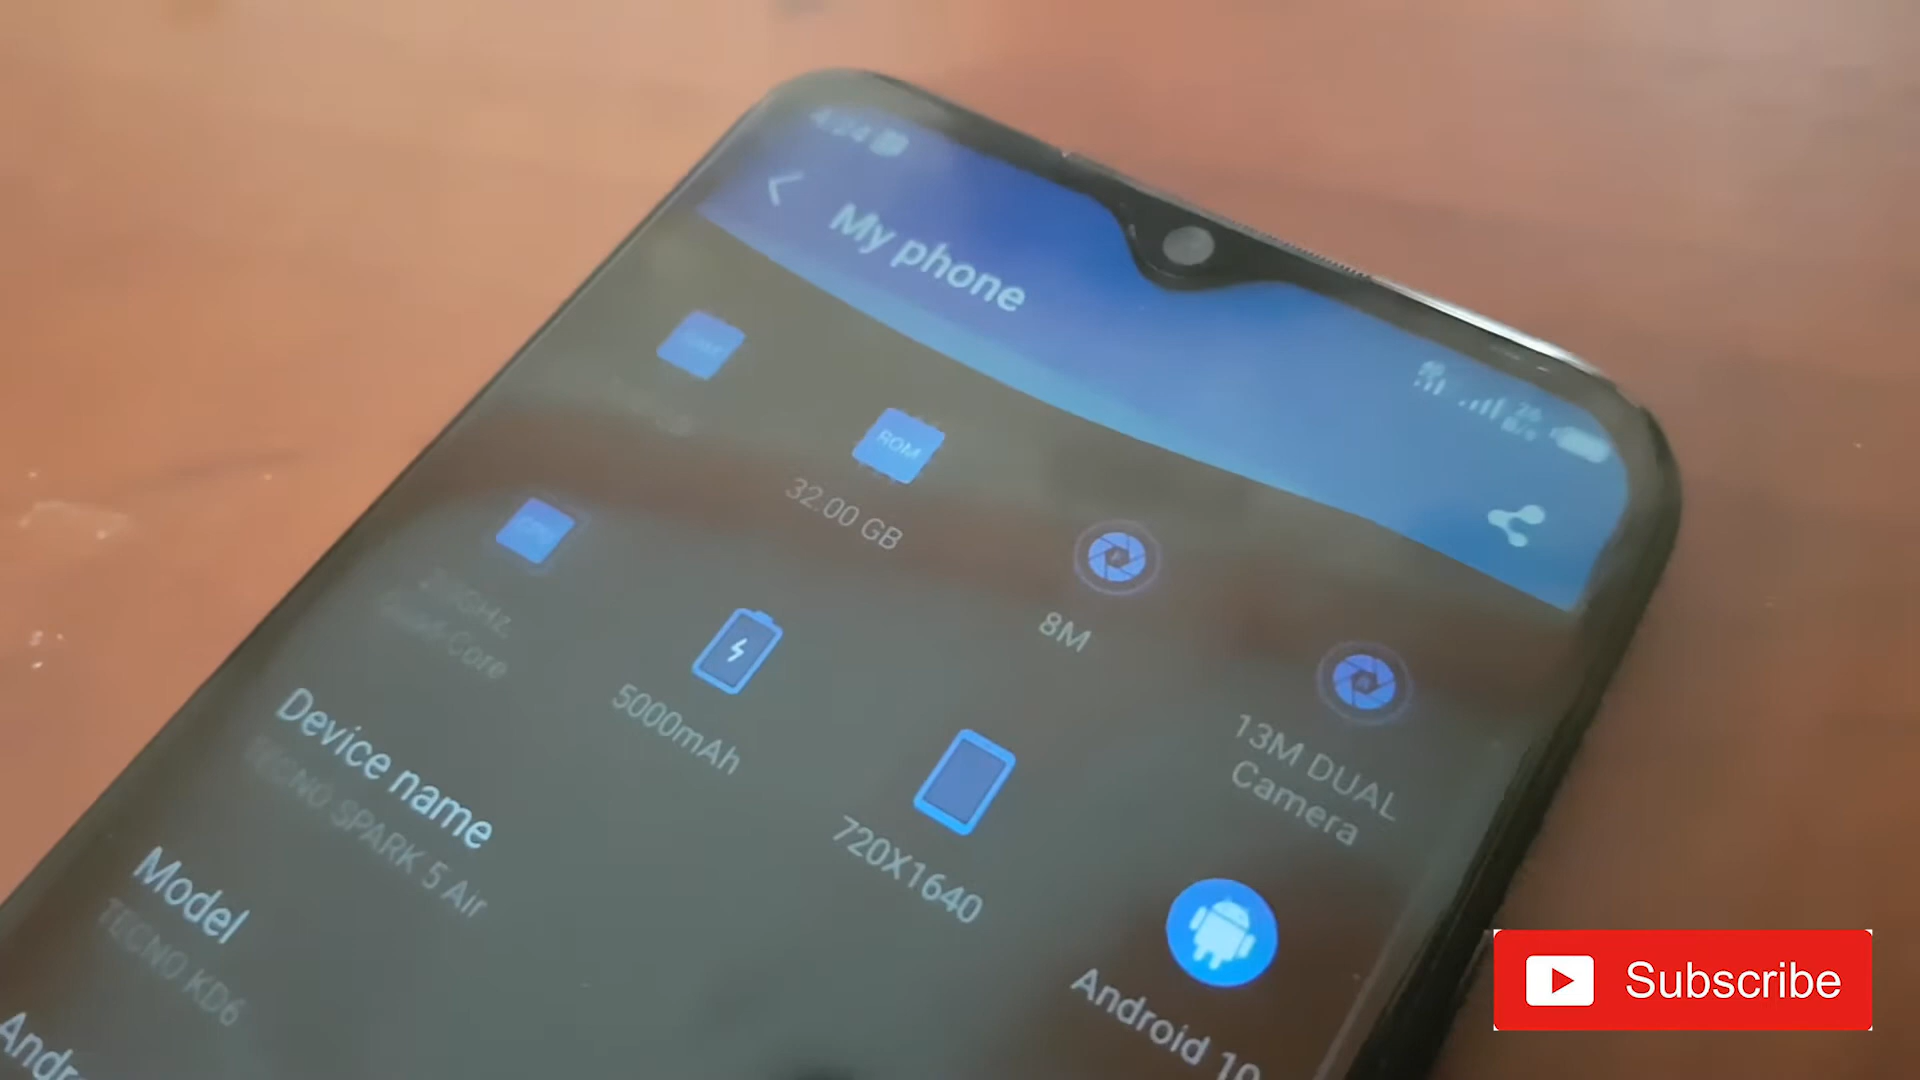 My phone
ROM
32.00 GB
8M
13M DUAL
Camera
5000mAh
720X1640
Android 10
Device name
TECNO SPARK 5 Air
Model
TECNO KD6
Subscribe